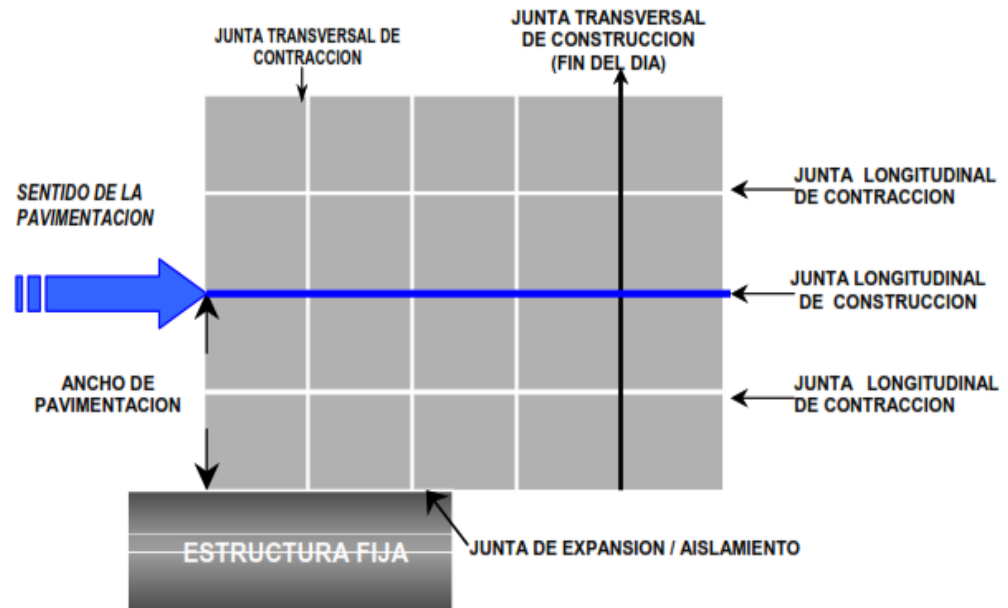 JUNTA TRANSVERSAL DE
CONTRACCION
JUNTA TRANSVERSAL
DE CONSTRUCCION
(FIN DEL DIA)
SENTIDO DE LA
PAVIMENTACION
JUNTA LONGITUDINAL
DE CONTRACCION
JUNTA LONGITUDINAL
DE CONSTRUCCION
ANCHO DE
PAVIMENTACION
JUNTA LONGITUDINAL
DE CONTRACCION
ESTRUCTURA FIJA
JUNTA DE EXPANSION / AISLAMIENTO